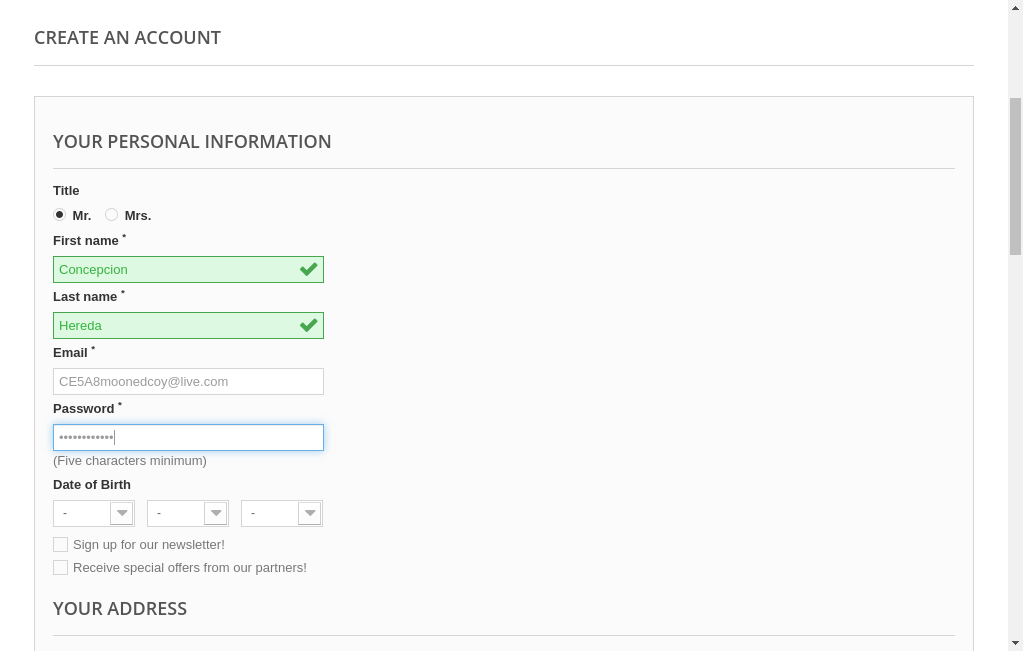 CREATE AN ACCOUNT
YOUR PERSONAL INFORMATION
Title
Mr. Mrs.
First name *
Concepcion
Last name *
Hereda
Email *
CE5A8moonedcoy@live.com
Password *
••••••••••••
(Five characters minimum)
Date of Birth
- - -
Sign up for our newsletter!
Receive special offers from our partners!
YOUR ADDRESS